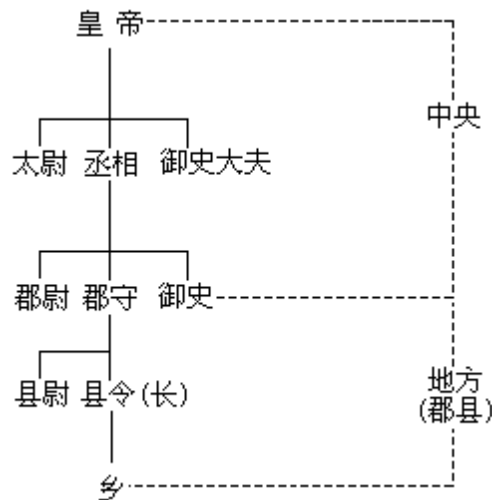 皇 帝
中央
太尉 丞相 御史大夫
郡尉 郡守 御史
县尉 县令(长)
地方
(郡县)
乡